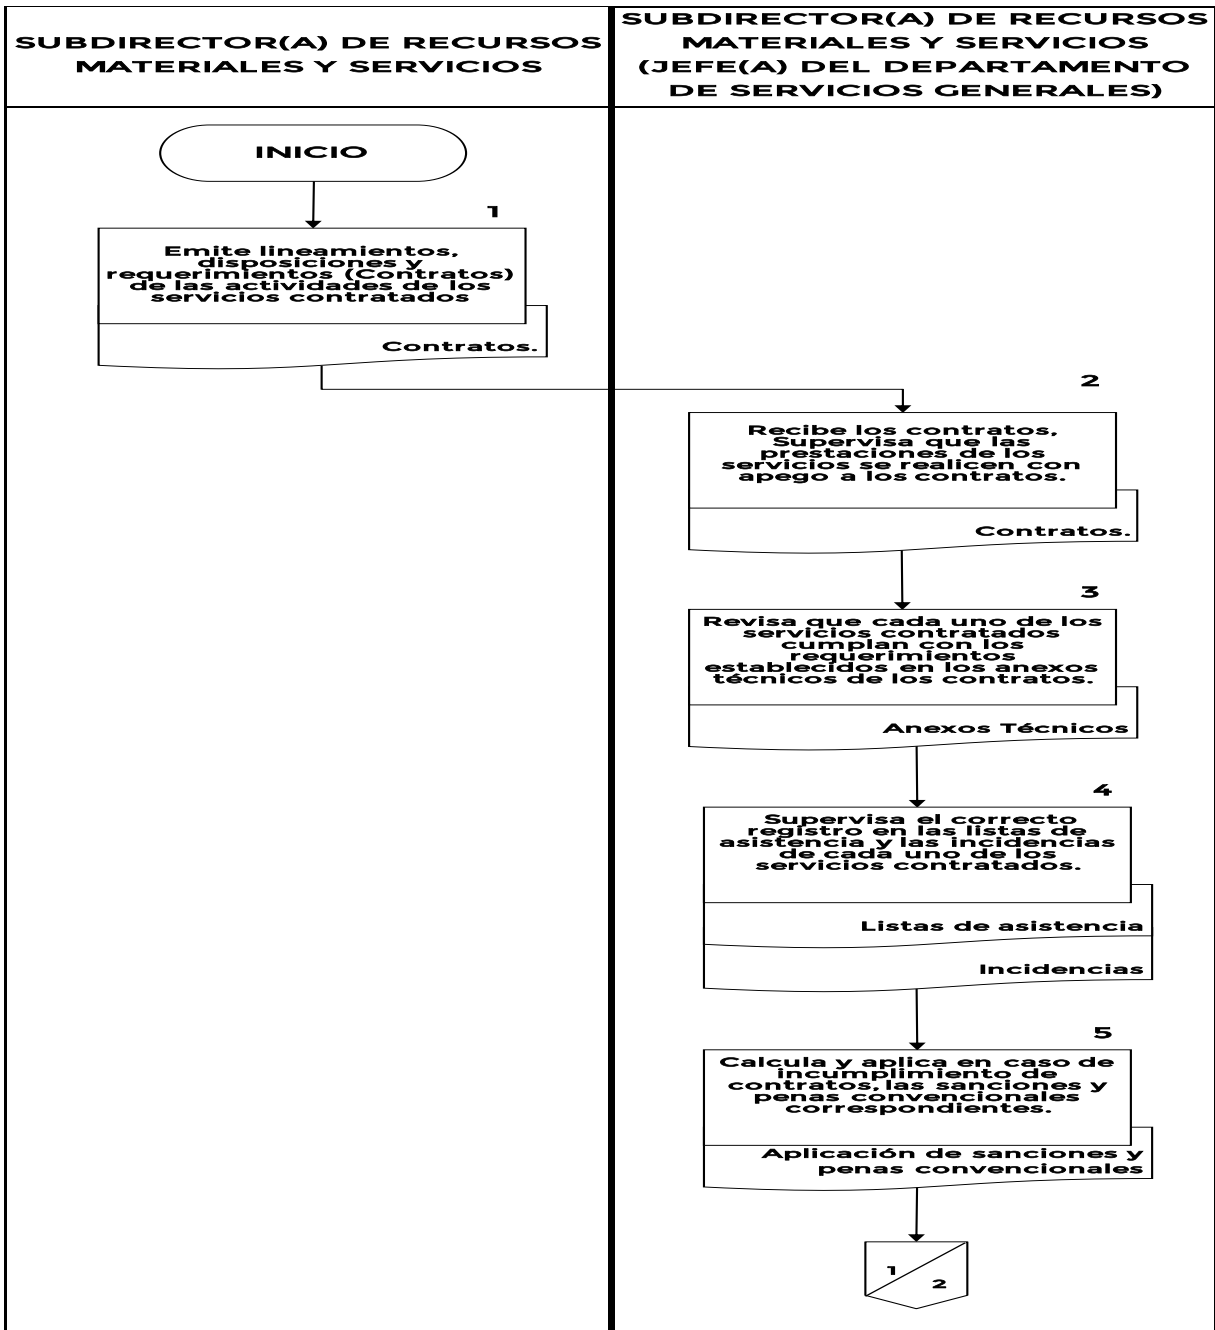 SUBDIRECTOR(A) DE RECURSOS
MATERIALES Y SERVICIOS
SUBDIRECTOR(A) DE RECURSOS
MATERIALES Y SERVICIOS
(JEFE(A) DEL DEPARTAMENTO
DE SERVICIOS GENERALES)
INICIO
1
Emite lineamientos,
disposiciones y
requerimientos (Contratos)
de las actividades de los
servicios contratados
Contratos.
2
Recibe los contratos,
Supervisa que las
prestaciones de los
servicios se realicen con
apego a los contratos.
Contratos.
3
Revisa que cada uno de los
servicios contratados
cumplan con los
requerimientos
establecidos en los anexos
técnicos de los contratos.
Anexos Técnicos
4
Supervisa el correcto
registro en las listas de
asistencia y las incidencias
de cada uno de los
servicios contratados.
Listas de asistencia
Incidencias
5
Calcula y aplica en caso de
incumplimiento de
contratos, las sanciones y
penas convencionales
correspondientes.
Aplicación de sanciones y
penas convencionales
1
2